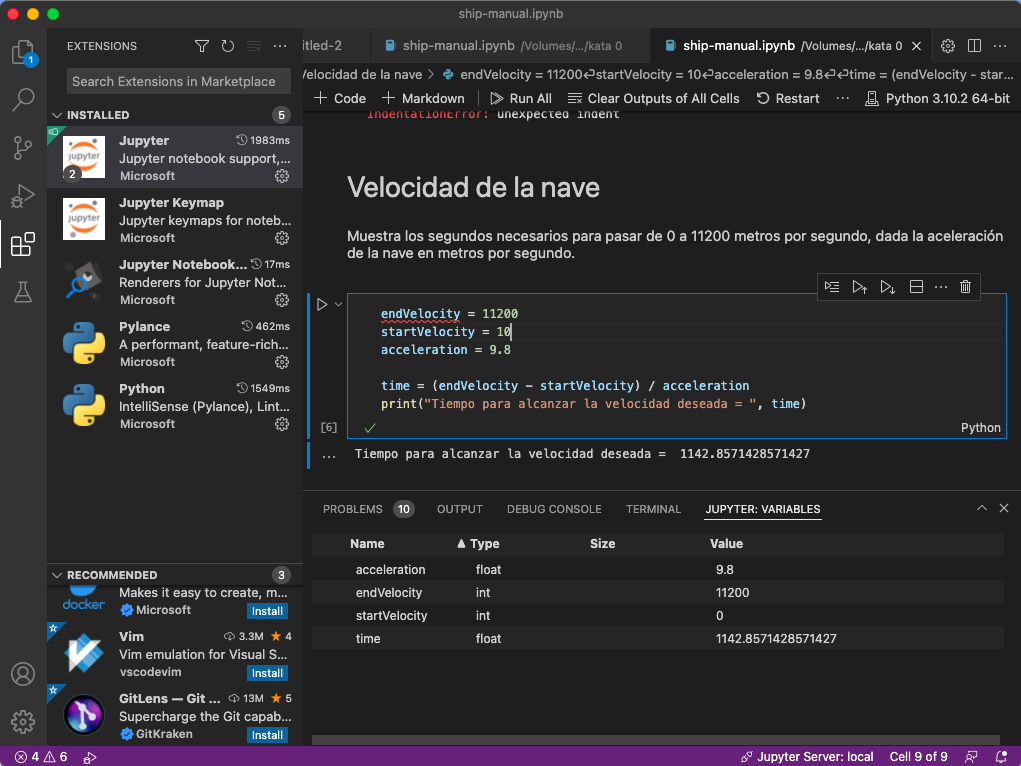 ship-manual.ipynb
EXTENSIONS
itled-2
ship-manual.ipynb /Volumes/.../kata 0
ship-manual.ipynb /Volumes/.../kata 0
Search Extensions in Marketplace
Velocidad de la nave > endVelocity = 11200↵startVelocity = 10↵acceleration = 9.8↵↵time = (endVelocity - star...
+ Code + Markdown Run All Clear Outputs of All Cells Restart ... Python 3.10.2 64-bit
1
INSTALLED 5
Jupyter 1983ms
Jupyter notebook support,...
Microsoft
jupyter
2
Jupyter Keymap
Jupyter keymaps for noteb...
Microsoft
jupyter
Jupyter Notebook... 17ms
Renderers for Jupyter Not...
Microsoft
Pylance 462ms
A performant, feature-rich...
Microsoft
Python 1549ms
IntelliSense (Pylance), Lint...
Microsoft
RECOMMENDED 3
docker
Makes it easy to create, m...
Microsoft Install
Vim 3.3M ★ 4
Vim emulation for Visual S...
vscodevim Install
GitLens — Git ... 13M ★ 5
Supercharge the Git capab...
GitKraken Install
IndentationError: unexpected indent
Velocidad de la nave
Muestra los segundos necesarios para pasar de 0 a 11200 metros por segundo, dada la aceleración
de la nave en metros por segundo.
endVelocity = 11200
startVelocity = 10
acceleration = 9.8
time = (endVelocity - startVelocity) / acceleration
print("Tiempo para alcanzar la velocidad deseada = ", time)
[6] ✓ Python
... Tiempo para alcanzar la velocidad deseada =  1142.8571428571427
PROBLEMS 10 OUTPUT DEBUG CONSOLE TERMINAL JUPYTER: VARIABLES
Name ▲ Type Size Value
acceleration float 9.8
endVelocity int 11200
startVelocity int 0
time float 1142.8571428571427
4 6 Jupyter Server: local Cell 9 of 9